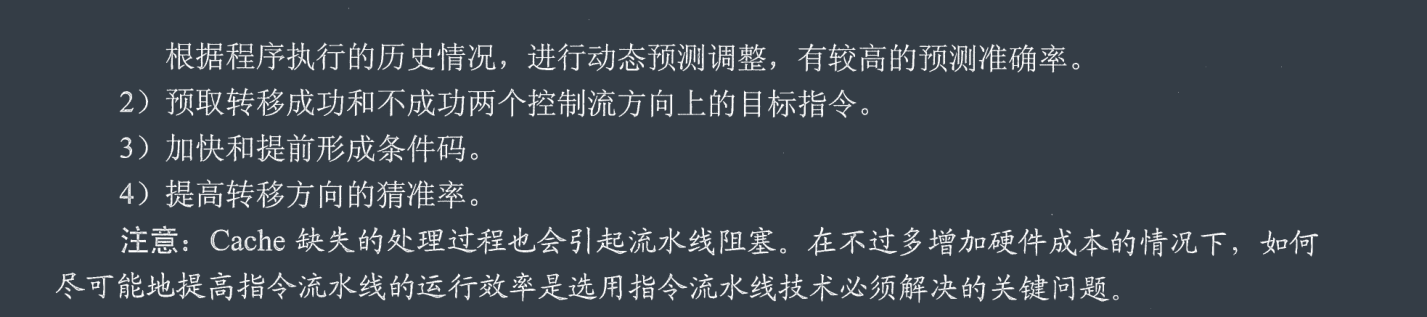 根据程序执行的历史情况，进行动态预测调整，有较高的预测准确率。
2）预取转移成功和不成功两个控制流方向上的目标指令。
3）加快和提前形成条件码。
4）提高转移方向的猜准率。
注意：Cache 缺失的处理过程也会引起流水线阻塞。在不过多增加硬件成本的情况下，如何
尽可能地提高指令流水线的运行效率是选用指令流水线技术必须解决的关键问题。